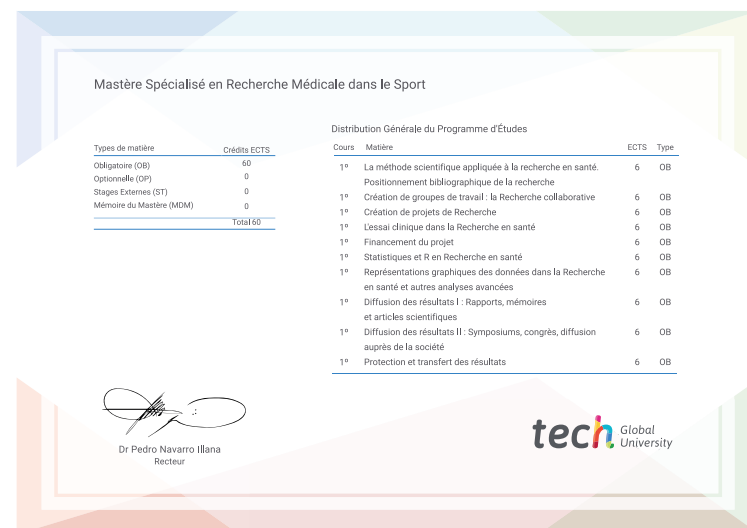 Mastère Spécialisé en Recherche Médicale dans le Sport
Types de matière Crédits ECTS
Obligatoire (OB) 60
Optionnelle (OP) 0
Stages Externes (ST) 0
Mémoire du Mastère (MDM) 0
Total 60
Distribution Générale du Programme d'Études
Cours Matière ECTS Type
1º La méthode scientifique appliquée à la recherche en santé. 6 OB
Positionnement bibliographique de la recherche
1º Création de groupes de travail : la Recherche collaborative 6 OB
1º Création de projets de Recherche 6 OB
1º L'essai clinique dans la Recherche en santé 6 OB
1º Financement du projet 6 OB
1º Statistiques et R en Recherche en santé 6 OB
1º Représentations graphiques des données dans la Recherche 6 OB
en santé et autres analyses avancées
1º Diffusion des résultats I : Rapports, mémoires 6 OB
et articles scientifiques
1º Diffusion des résultats II : Symposiums, congrès, diffusion 6 OB
auprès de la société
1º Protection et transfert des résultats 6 OB
Dr Pedro Navarro Illana
Recteur
tech Global
University